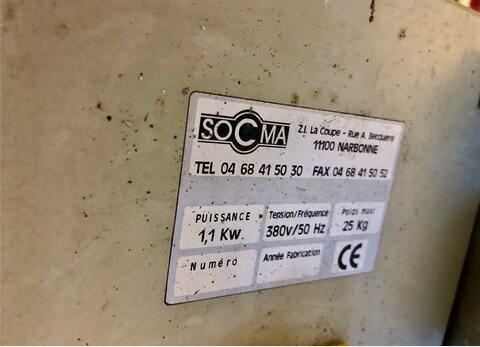 SOCMA
Z.I. La Coupe - Rue A. Becquerel
11100 NARBONNE
TEL 04 68 41 50 30 FAX 04 68 41 50 52
PUISSANCE
1,1 KW.
Tension/Fréquence
380V/50 HZ
Poids maxi
25 Kg
Numéro
Année Fabrication
CE